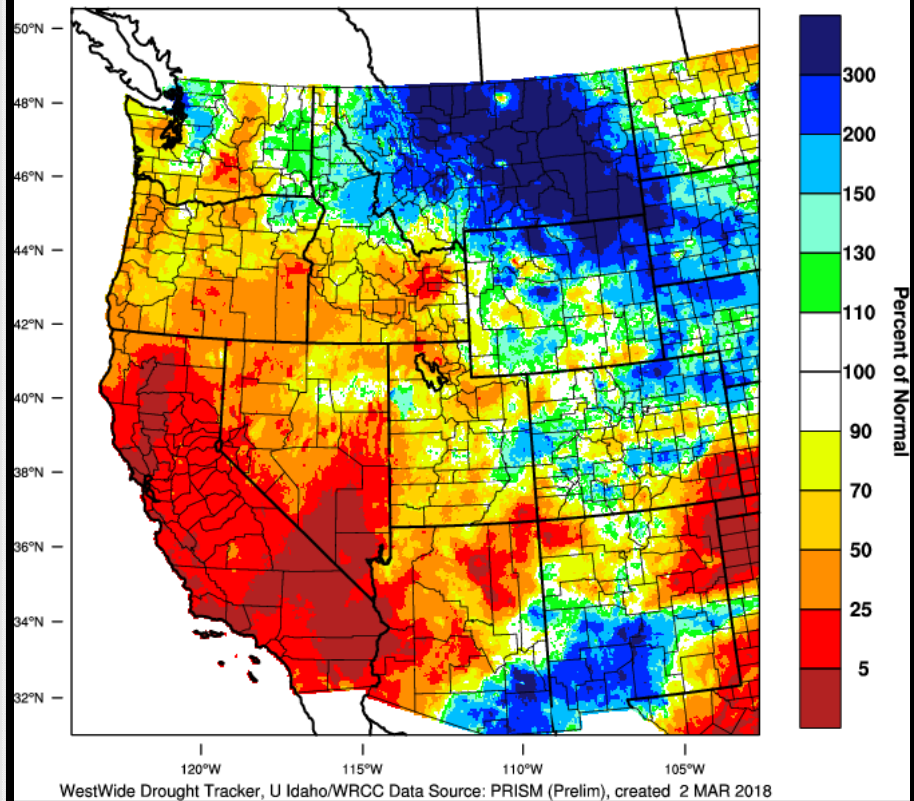 50°N
48°N
46°N
44°N
42°N
40°N
38°N
36°N
34°N
32°N
120°W 115°W 110°W 105°W
300
200
150
130
110
100
90
70
50
25
5
Percent of Normal
WestWide Drought Tracker, U Idaho/WRCC Data Source: PRISM (Prelim), created 2 MAR 2018